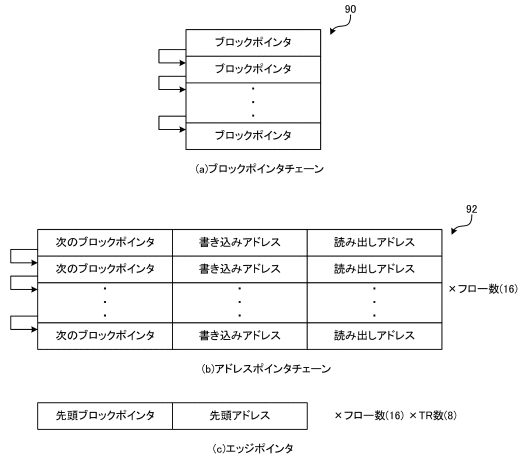 90
ブロックポインタ
ブロックポインタ
・
・
・
ブロックポインタ
(a)ブロックポインタチェーン
92
次のブロックポインタ 書き込みアドレス 読み出しアドレス
次のブロックポインタ 書き込みアドレス 読み出しアドレス
×フロー数(16)
・ ・ ・
・ ・ ・
・ ・ ・
次のブロックポインタ 書き込みアドレス 読み出しアドレス
(b)アドレスポインタチェーン
先頭ブロックポインタ 先頭アドレス ×フロー数(16) ×TR数(8)
(c)エッジポインタ